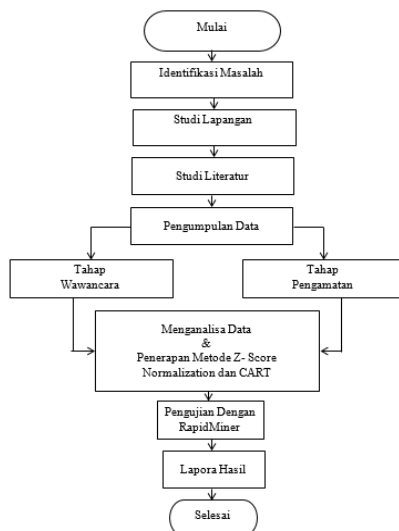 Mulai
Identifikasi Masalah
Studi Lapangan
Studi Literatur
Pengumpulan Data
Tahap
Wawancara
Tahap
Pengamatan
Menganalisa Data
&
Penerapan Metode Z- Score
Normalization dan CART
Pengujian Dengan
RapidMiner
Lapora Hasil
Selesai